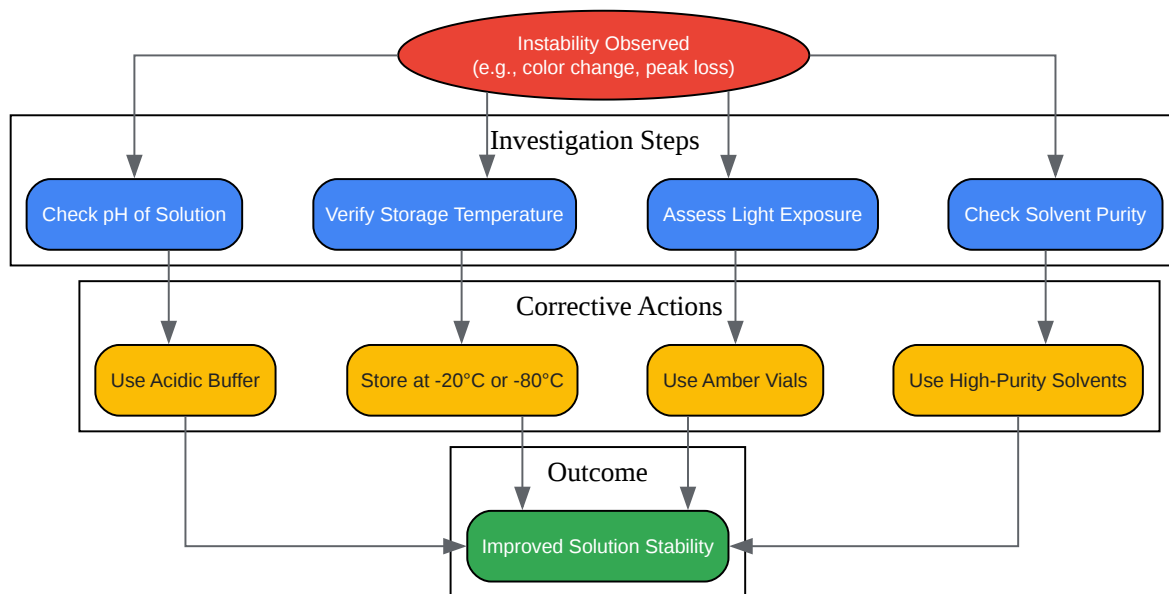 Instability Observed
(e.g., color change, peak loss)
Investigation Steps
Check pH of Solution
Verify Storage Temperature
Assess Light Exposure
Check Solvent Purity
Corrective Actions
Use Acidic Buffer
Store at -20°C or -80°C
Use Amber Vials
Use High-Purity Solvents
Outcome
Improved Solution Stability